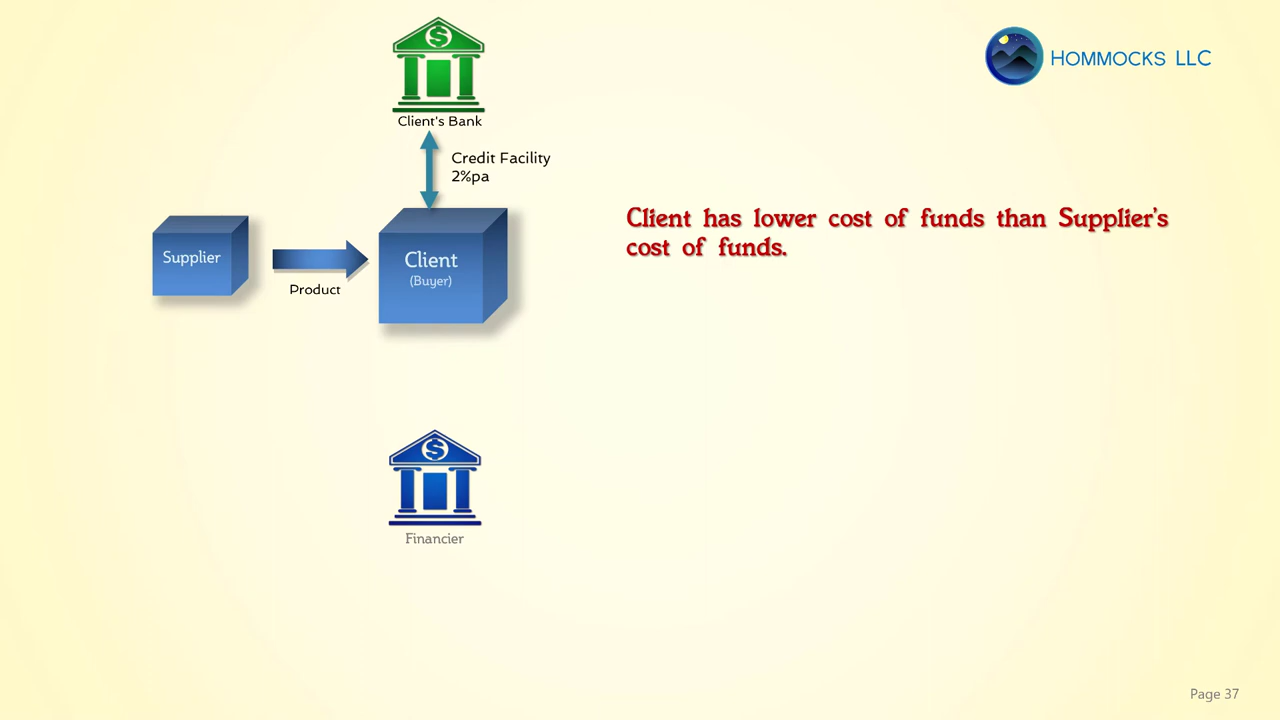 HOMMOCKS LLC
Client's Bank
Credit Facility
2%pa
Client has lower cost of funds than Supplier's
cost of funds.
Supplier
Product
Client
(Buyer)
Financier
Page 37